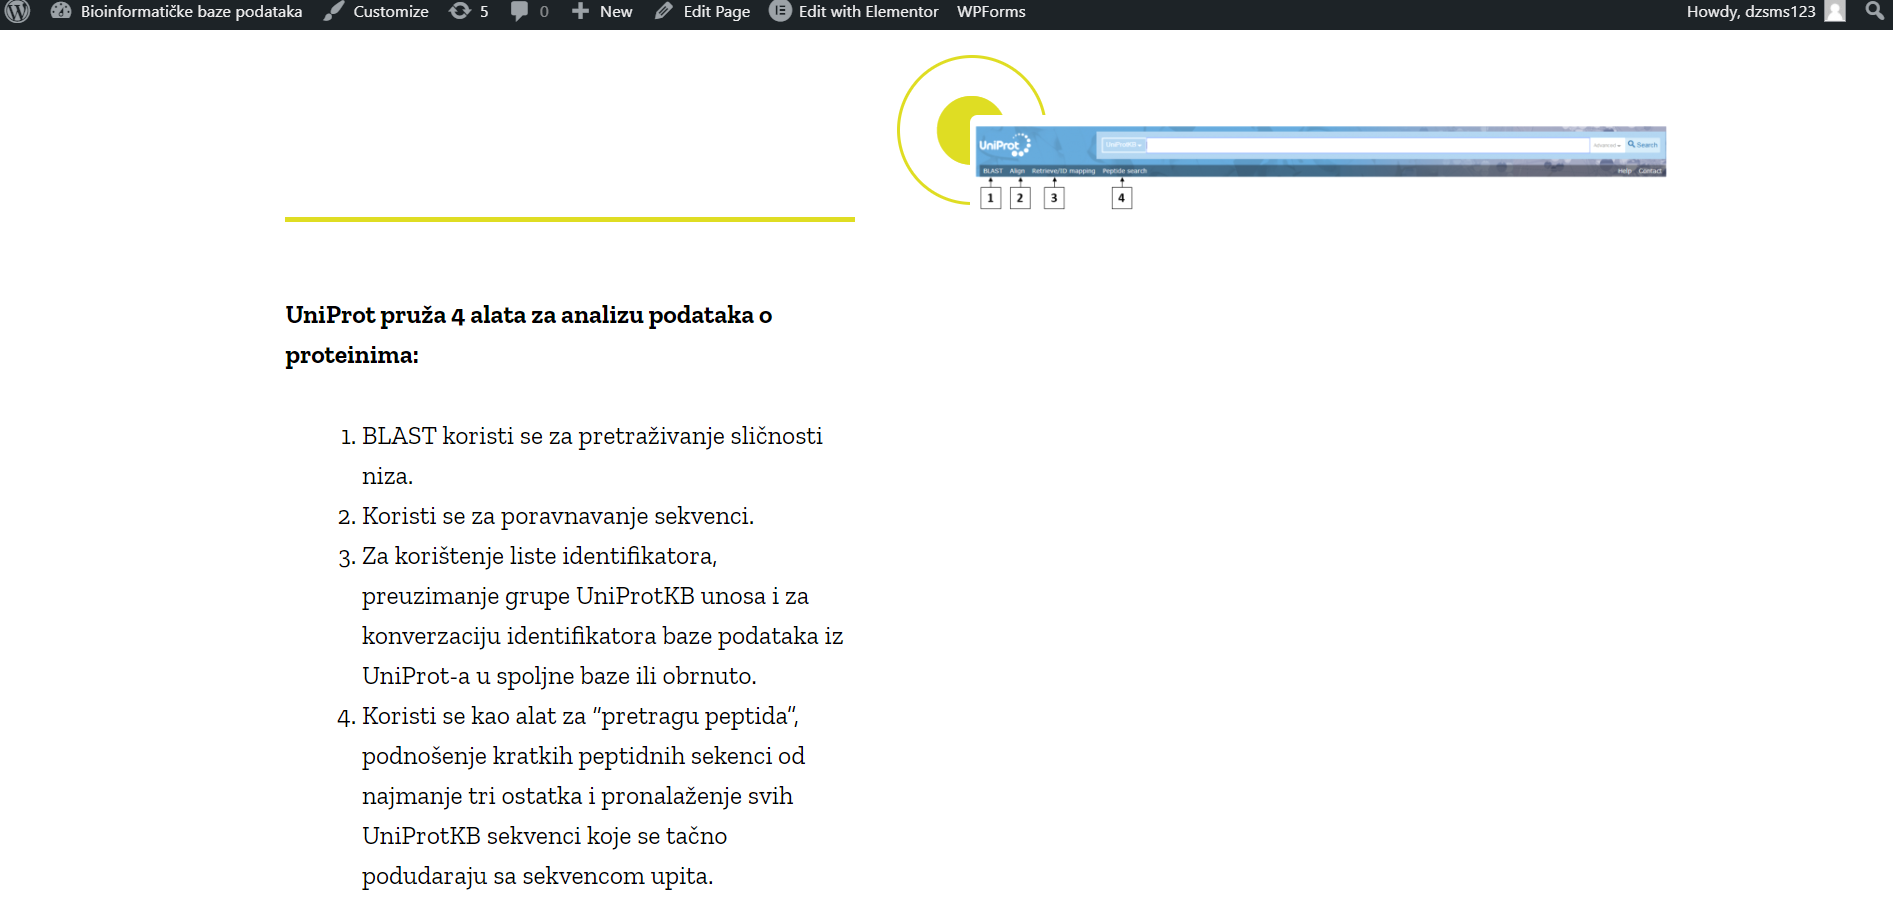 Bioinformatičke baze podataka Customize 5 0 New Edit Page Edit with Elementor WPForms Howdy, dzsms123
UniProt UniProtKB Advanced Search
BLAST Align Retrieve/ID mapping Peptide search Help Contact
1 2 3 4
UniProt pruža 4 alata za analizu podataka o
proteinima:
1. BLAST koristi se za pretraživanje sličnosti
niza.
2. Koristi se za poravnavanje sekvenci.
3. Za korištenje liste identifikatora,
preuzimanje grupe UniProtKB unosa i za
konverzaciju identifikatora baze podataka iz
UniProt-a u spoljne baze ili obrnuto.
4. Koristi se kao alat za “pretragu peptida”,
podnošenje kratkih peptidnih sekenci od
najmanje tri ostatka i pronalaženje svih
UniProtKB sekvenci koje se tačno
podudaraju sa sekvencom upita.